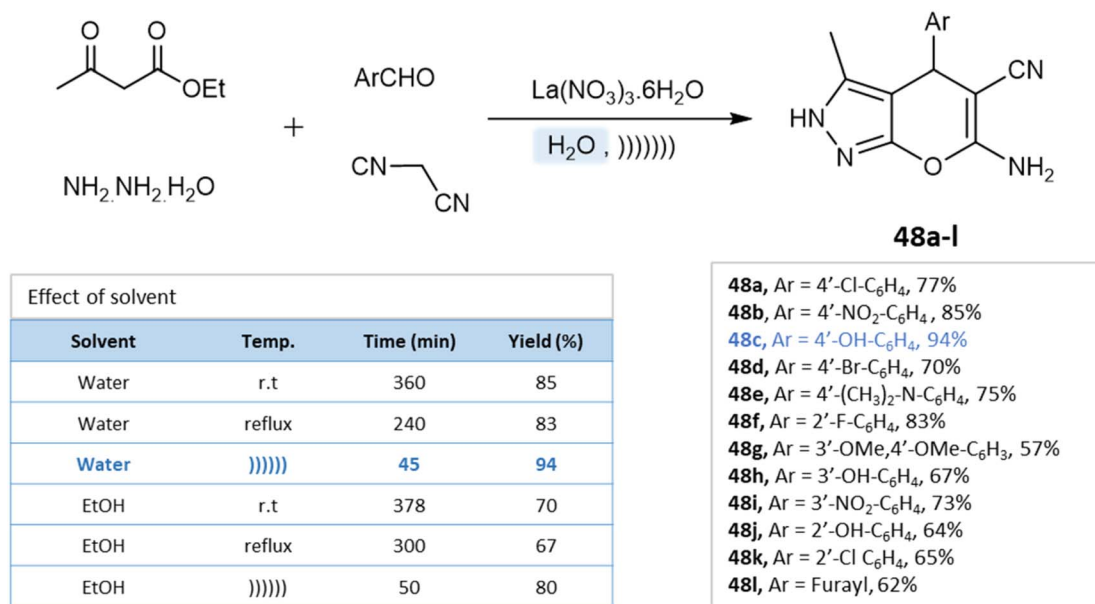 O
O
OEt
+
NH₂.NH₂.H₂O
ArCHO
CN
CN
La(NO₃)₃.6H₂O
H₂O , )))))))
Ar
CN
HN
N
O
NH₂
48a-l
Effect of solvent
Solvent Temp. Time (min) Yield (%)
Water r.t 360 85
Water reflux 240 83
Water )))))) 45 94
EtOH r.t 378 70
EtOH reflux 300 67
EtOH )))))) 50 80
48a, Ar = 4’-Cl-C₆H₄, 77%
48b, Ar = 4’-NO₂-C₆H₄ , 85%
48c, Ar = 4’-OH-C₆H₄, 94%
48d, Ar = 4’-Br-C₆H₄, 70%
48e, Ar = 4’-(CH₃)₂-N-C₆H₄, 75%
48f, Ar = 2’-F-C₆H₄, 83%
48g, Ar = 3’-OMe,4’-OMe-C₆H₃, 57%
48h, Ar = 3’-OH-C₆H₄, 67%
48i, Ar = 3’-NO₂-C₆H₄, 73%
48j, Ar = 2’-OH-C₆H₄, 64%
48k, Ar = 2’-Cl C₆H₄, 65%
48l, Ar = Furayl, 62%